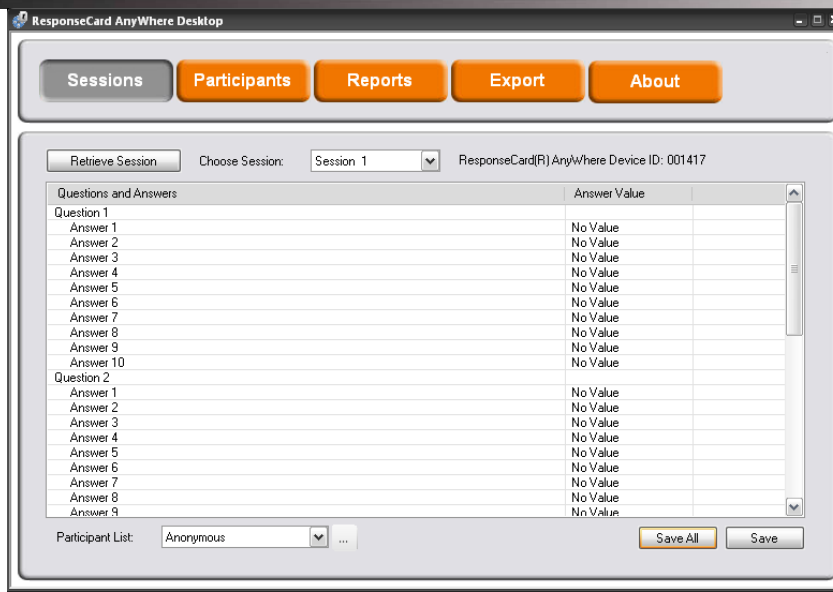 ResponseCard AnyWhere Desktop
Sessions Participants Reports Export About
Retrieve Session Choose Session: Session 1 ResponseCard(R) AnyWhere Device ID: 001417
Questions and Answers Answer Value
Question 1
Answer 1 No Value
Answer 2 No Value
Answer 3 No Value
Answer 4 No Value
Answer 5 No Value
Answer 6 No Value
Answer 7 No Value
Answer 8 No Value
Answer 9 No Value
Answer 10 No Value
Question 2
Answer 1 No Value
Answer 2 No Value
Answer 3 No Value
Answer 4 No Value
Answer 5 No Value
Answer 6 No Value
Answer 7 No Value
Answer 8 No Value
Answer 9 No Value
Participant List: Anonymous ... Save All Save